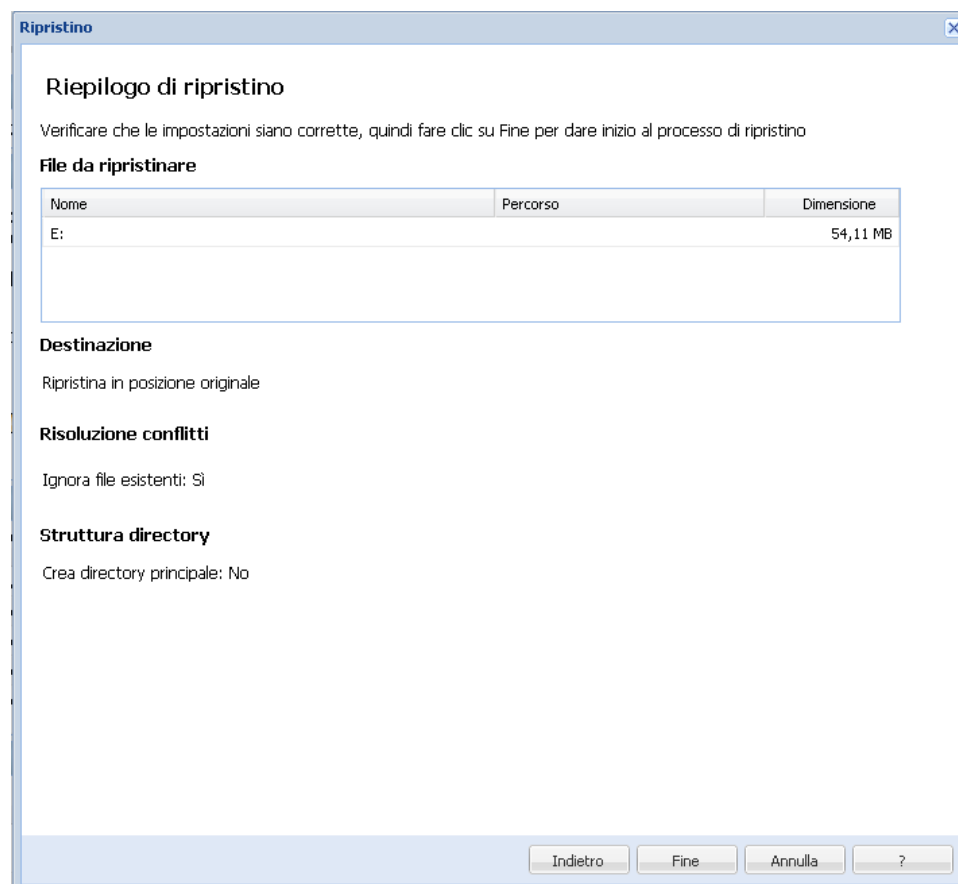 Ripristino
Riepilogo di ripristino
Verificare che le impostazioni siano corrette, quindi fare clic su Fine per dare inizio al processo di ripristino
File da ripristinare
Nome Percorso Dimensione
E: 54,11 MB
Destinazione
Ripristina in posizione originale
Risoluzione conflitti
Ignora file esistenti: Sì
Struttura directory
Crea directory principale: No
Indietro Fine Annulla ?